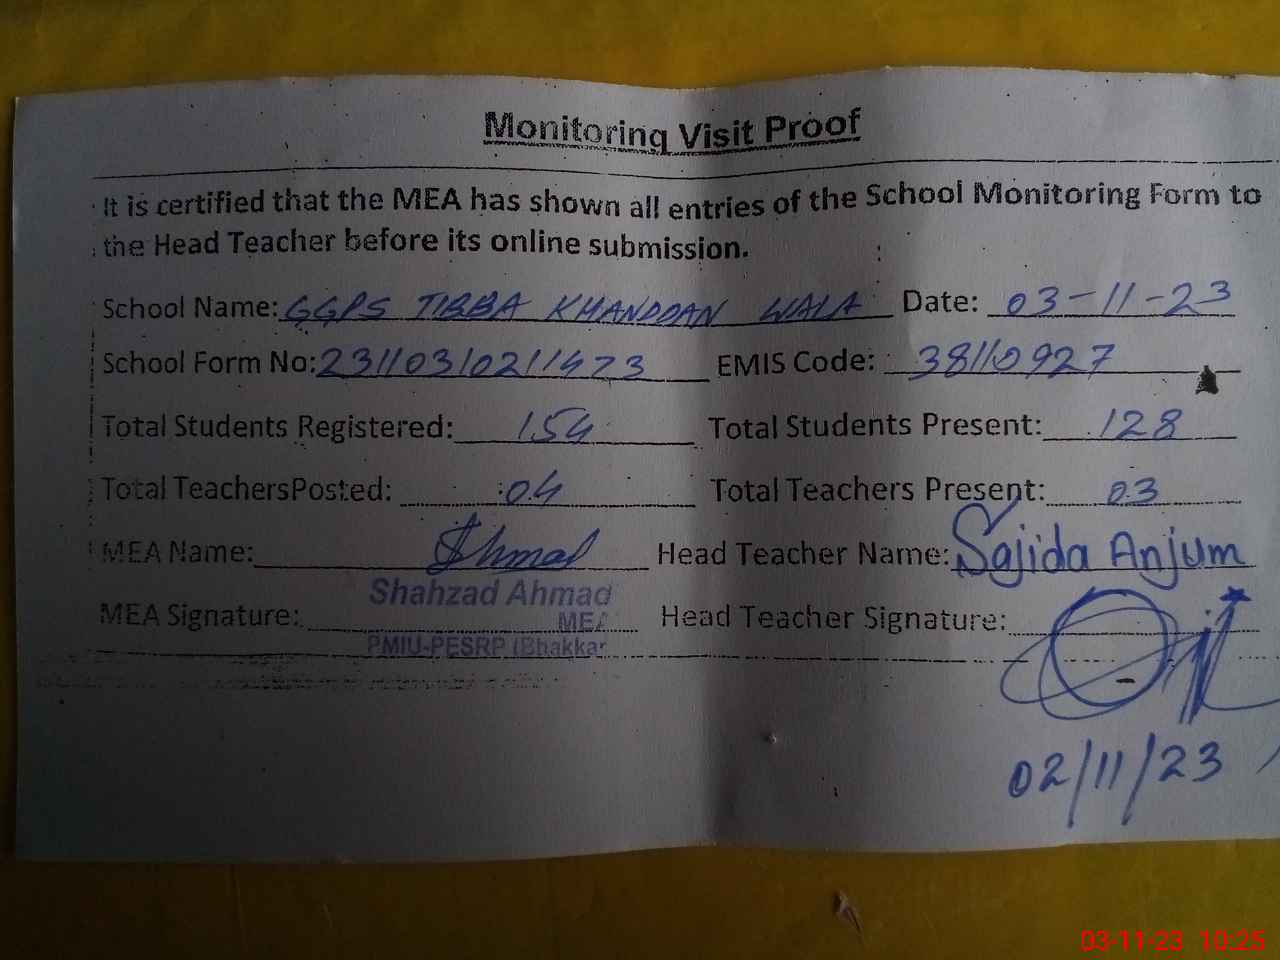 Monitoring Visit Proof
It is certified that the MEA has shown all entries of the School Monitoring Form to
the Head Teacher before its online submission.
School Name: GGPS TIBBA KHANDDAN WALA Date: 03-11-23
School Form No: 23110310211473 EMIS Code: 38110927
Total Students Registered: 154 Total Students Present: 128
Total TeachersPosted: 04 Total Teachers Present: 03
MEA Name: Ahmad Head Teacher Name: Sajida Anjum
Shahzad Ahmad
MEA Signature: MEA Head Teacher Signature:
PMIU-PESRP (Bhakkar
02/11/23
03-11-23 10:25